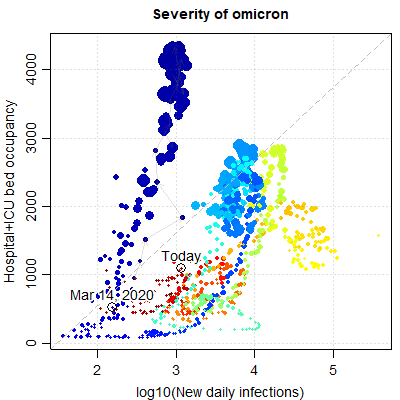 Severity of omicron
Hospital+ICU bed occupancy
4000
3000
2000
1000
0
Today
Mar 14, 2020
2 3 4 5
log10(New daily infections)